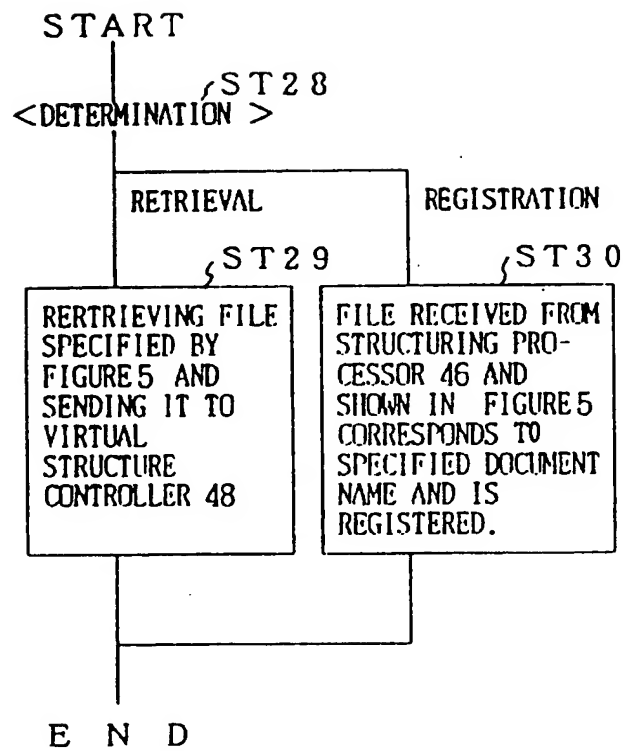 START
ST28
<DETERMINATION >
RETRIEVAL
REGISTRATION
ST29
RERTRIEVING FILE
SPECIFIED BY
FIGURE 5 AND
SENDING IT TO
VIRTUAL
STRUCTURE
CONTROLLER 48
ST30
FILE RECEIVED FROM
STRUCTURING PRO-
CESSOR 46 AND
SHOWN IN FIGURE 5
CORRESPONDS TO
SPECIFIED DOCUMENT
NAME AND IS
REGISTERED.
END